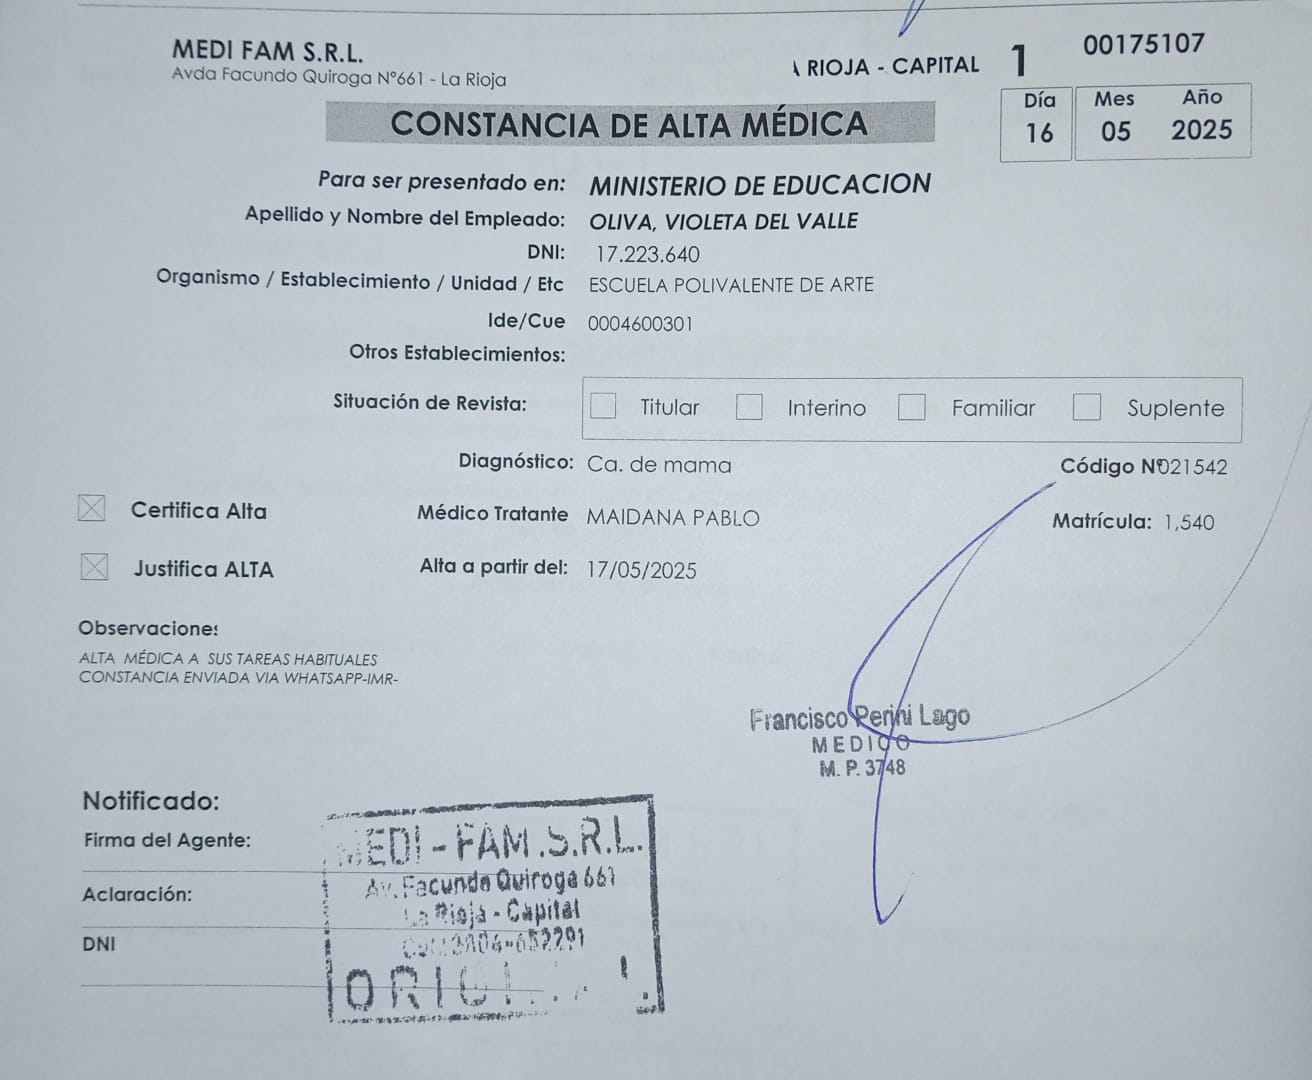 MEDI FAM S.R.L.
Avda Facundo Quiroga Nº661 - La Rioja
A RIOJA - CAPITAL 1 00175107
Día Mes Año
16 05 2025
CONSTANCIA DE ALTA MÉDICA
Para ser presentado en: MINISTERIO DE EDUCACION
Apellido y Nombre del Empleado: OLIVA, VIOLETA DEL VALLE
DNI: 17.223.640
Organismo / Establecimiento / Unidad / Etc ESCUELA POLIVALENTE DE ARTE
Ide/Cue 0004600301
Otros Establecimientos:
Situación de Revista: Titular Interino Familiar Suplente
Diagnóstico: Ca. de mama Código Nº021542
Certifica Alta Médico Tratante MAIDANA PABLO Matrícula: 1,540
Justifica ALTA Alta a partir del: 17/05/2025
Observaciones
ALTA MÉDICA A SUS TAREAS HABITUALES
CONSTANCIA ENVIADA VIA WHATSAPP-IMR-
Francisco Perini Lago
MEDICO
M. P. 3748
Notificado:
Firma del Agente:
Aclaración:
DNI
MEDI-FAM.S.R.L.
Av. Facundo Quiroga 661
La Rioja - Capital
3804-652291